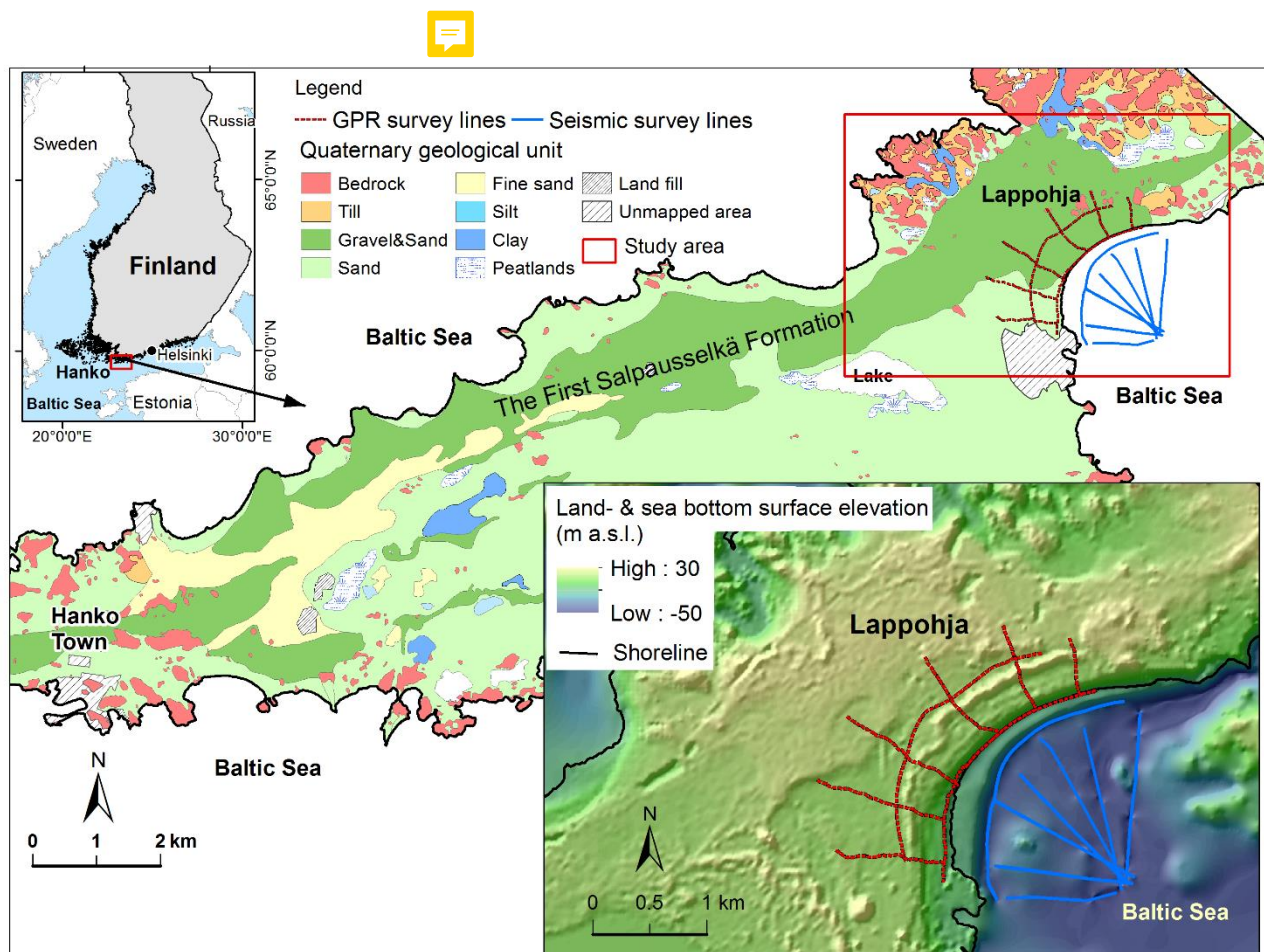 Legend
GPR survey lines
Seismic survey lines
Quaternary geological unit
Bedrock
Fine sand
Land fill
Till
Silt
Unmapped area
Gravel&Sand
Clay
Study area
Sand
Peatlands
Sweden
Russia
Finland
65°0'0"N
60°0'0"N
Helsinki
Hanko
Baltic Sea
Estonia
20°0'0"E
30°0'0"E
Lappohja
Baltic Sea
The First Salpausselkä Formation
Lake
Baltic Sea
Hanko
Town
Baltic Sea
N
0 1 2 km
Land- & sea bottom surface elevation
(m a.s.l.)
High : 30
Low : -50
Shoreline
Lappohja
N
0 0.5 1 km
Baltic Sea